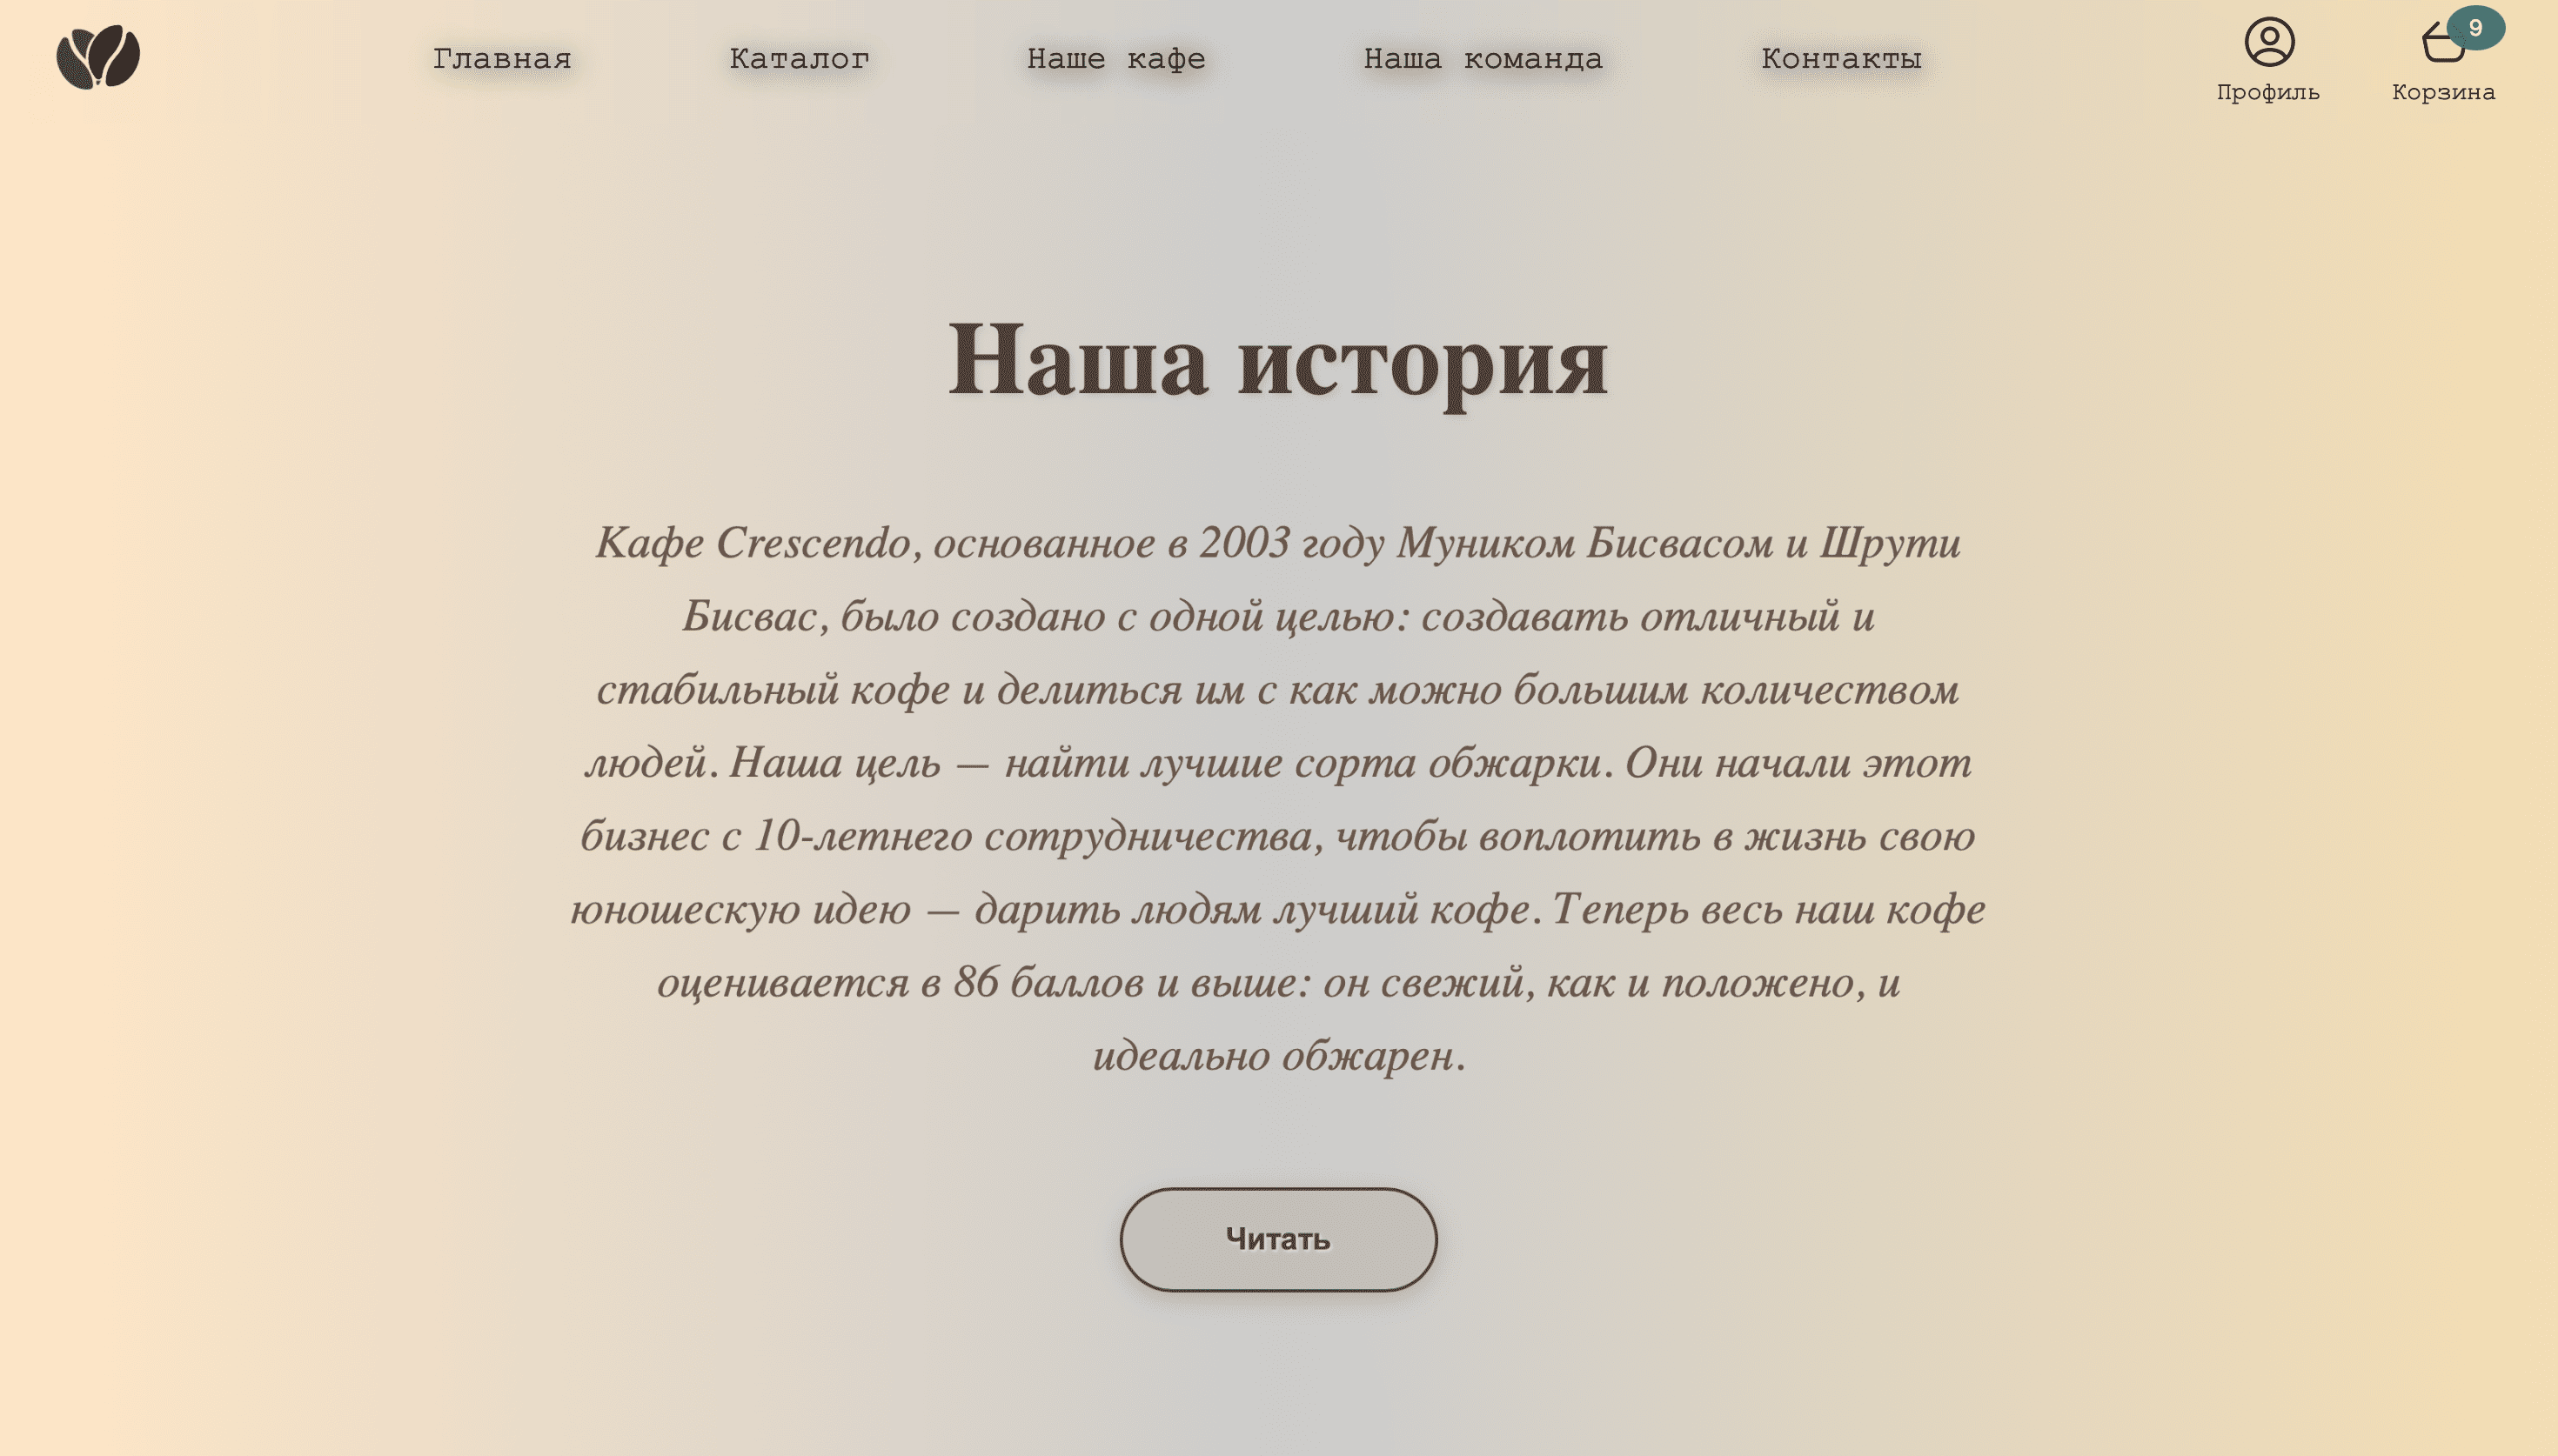 Главная
Каталог
Наше кафе
Наша команда
Контакты
9
Профиль
Корзина
Наша история
Кафе Crescendo, основанное в 2003 году Муником Бисвасом и Шрути
Бисвас, было создано с одной целью: создавать отличный и
стабильный кофе и делиться им с как можно большим количеством
людей. Наша цель — найти лучшие сорта обжарки. Они начали этот
бизнес с 10-летнего сотрудничества, чтобы воплотить в жизнь свою
юношескую идею — дарить людям лучший кофе. Теперь весь наш кофе
оценивается в 86 баллов и выше: он свежий, как и положено, и
идеально обжарен.
Читать